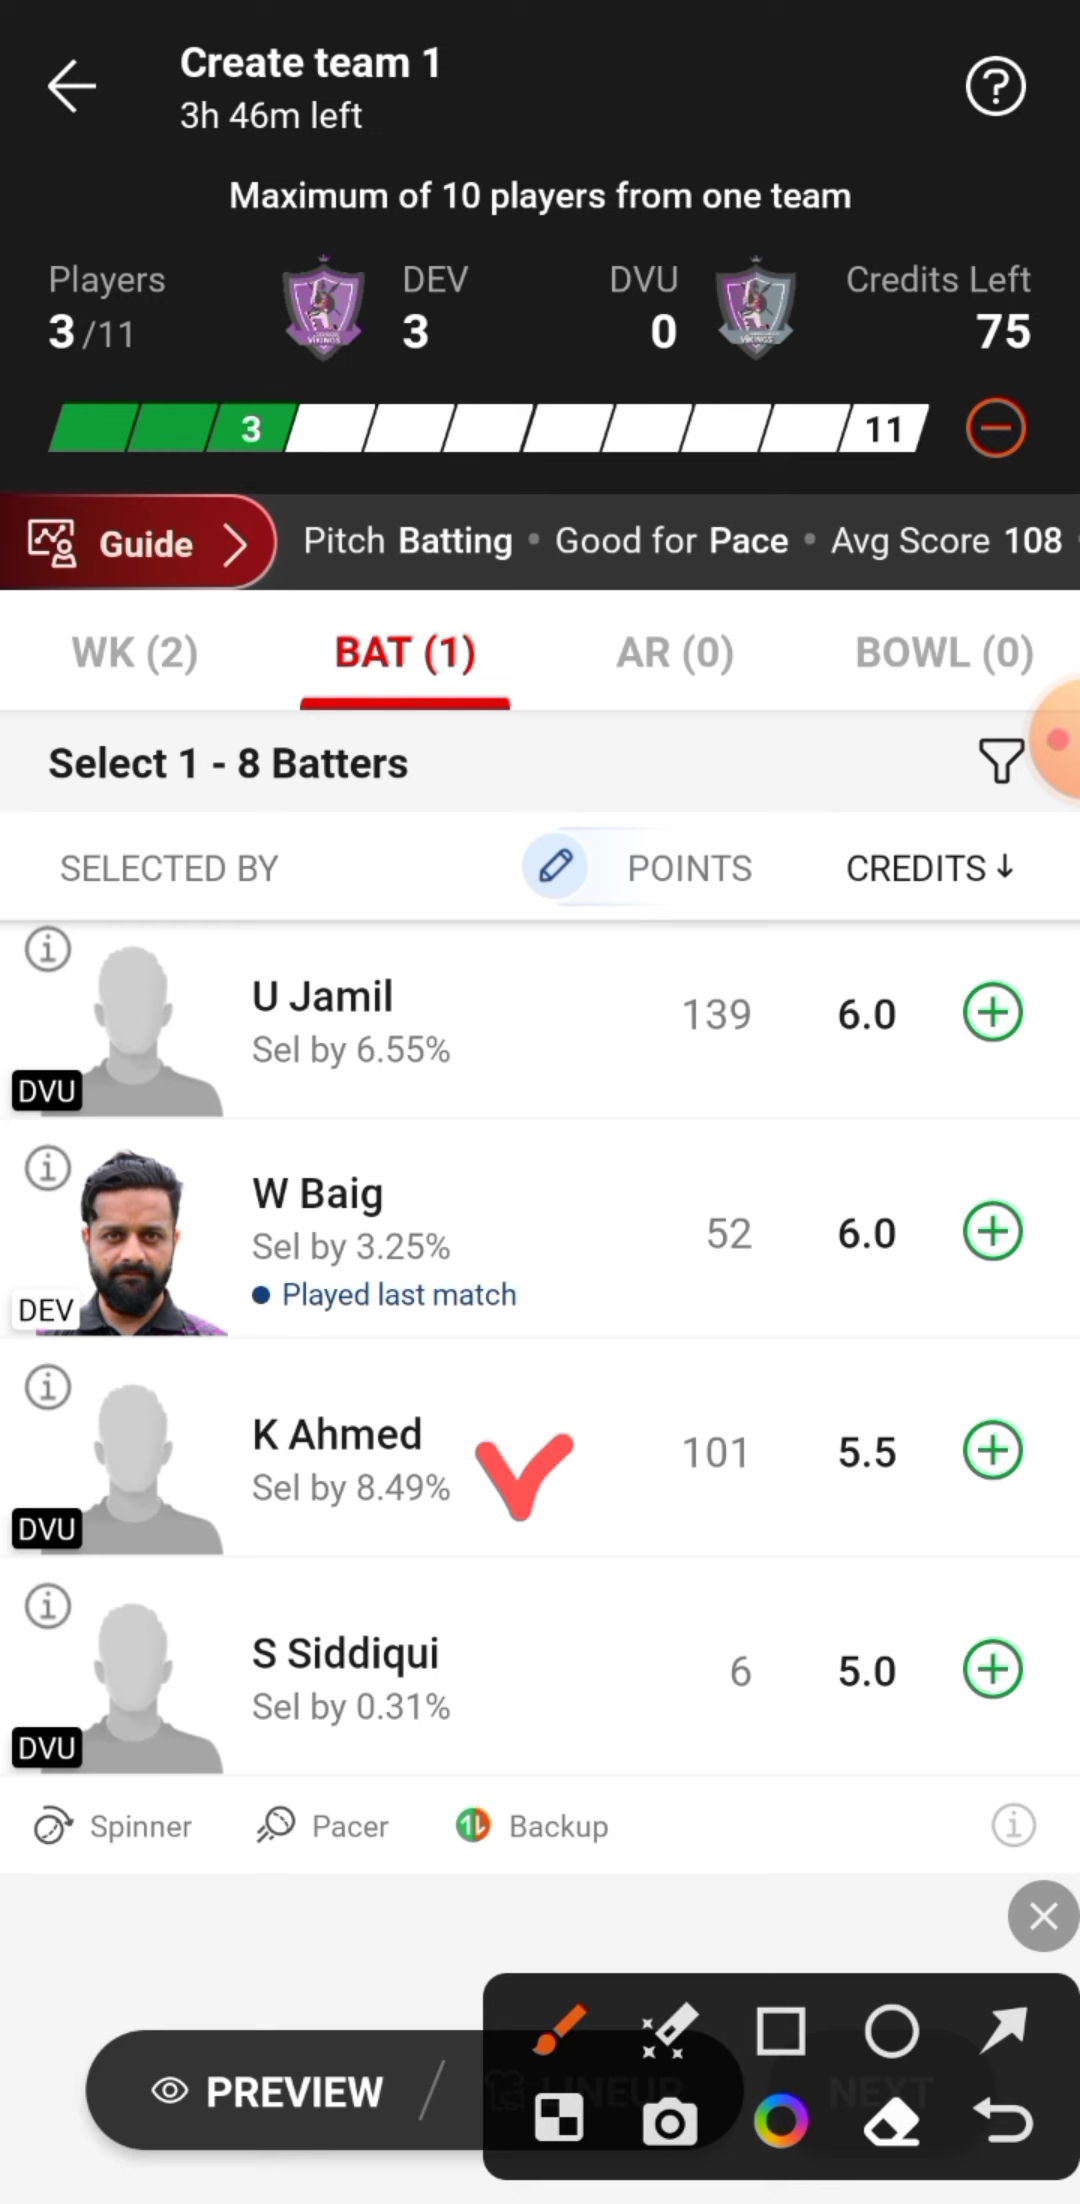 Create team 1
3h 46m left
Maximum of 10 players from one team
Players DEV DVU Credits Left
3/11 3 0 75
VIKINGS VIKINGS
3 11
Guide Pitch Batting • Good for Pace • Avg Score 108
WK (2) BAT (1) AR (0) BOWL (0)
Select 1 - 8 Batters
SELECTED BY POINTS CREDITS ↓
U Jamil 139 6.0
Sel by 6.55%
DVU
W Baig 52 6.0
Sel by 3.25%
Played last match
DEV
K Ahmed 101 5.5
Sel by 8.49%
DVU
S Siddiqui 6 5.0
Sel by 0.31%
DVU
Spinner Pacer Backup
PREVIEW / LINEUP NEXT